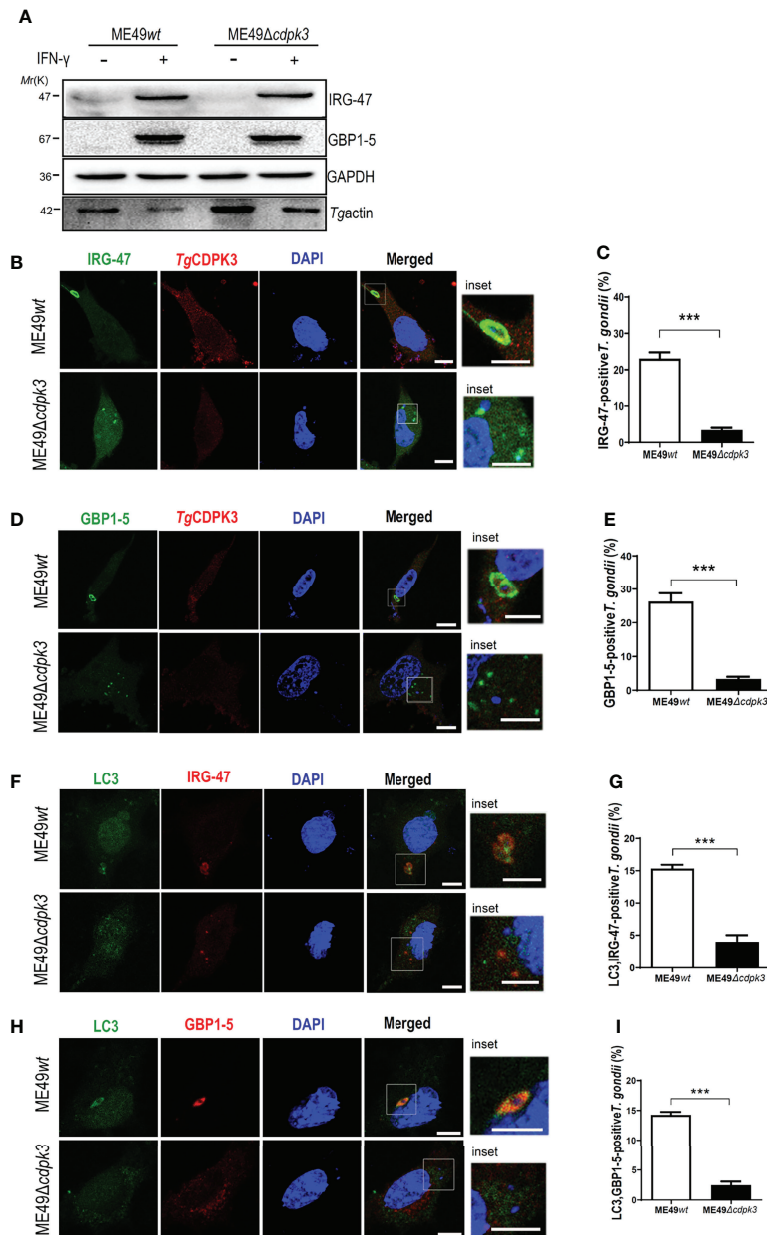 A
ME49wt ME49Δcdpk3
IFN-γ - + - +
Mr(K)
47 IRG-47
67 GBP1-5
36 GAPDH
42 Tgactin
B
IRG-47 TgCDPK3 DAPI Merged
inset
ME49wt
inset
ME49Δcdpk3
C
IRG-47-positive T. gondii (%)
30
20
10
0
***
ME49wt ME49Δcdpk3
D
GBP1-5 TgCDPK3 DAPI Merged
inset
ME49wt
inset
ME49Δcdpk3
E
GBP1-5-positive T. gondii (%)
40
30
20
10
0
***
ME49wt ME49Δcdpk3
F
LC3 IRG-47 DAPI Merged
inset
ME49wt
inset
ME49Δcdpk3
G
LC3,IRG-47-positive T. gondii (%)
20
15
10
5
0
***
ME49wt ME49Δcdpk3
H
LC3 GBP1-5 DAPI Merged
inset
ME49wt
inset
ME49Δcdpk3
I
LC3,GBP1-5-positive T. gondii (%)
20
15
10
5
0
***
ME49wt ME49Δcdpk3